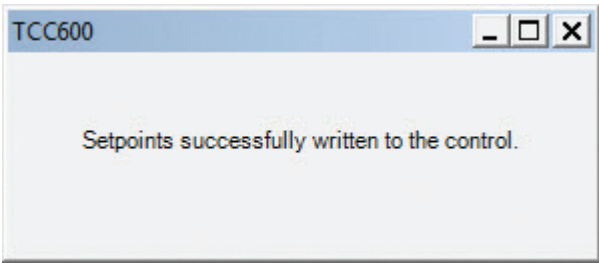 TCC600
Setpoints successfully written to the control.